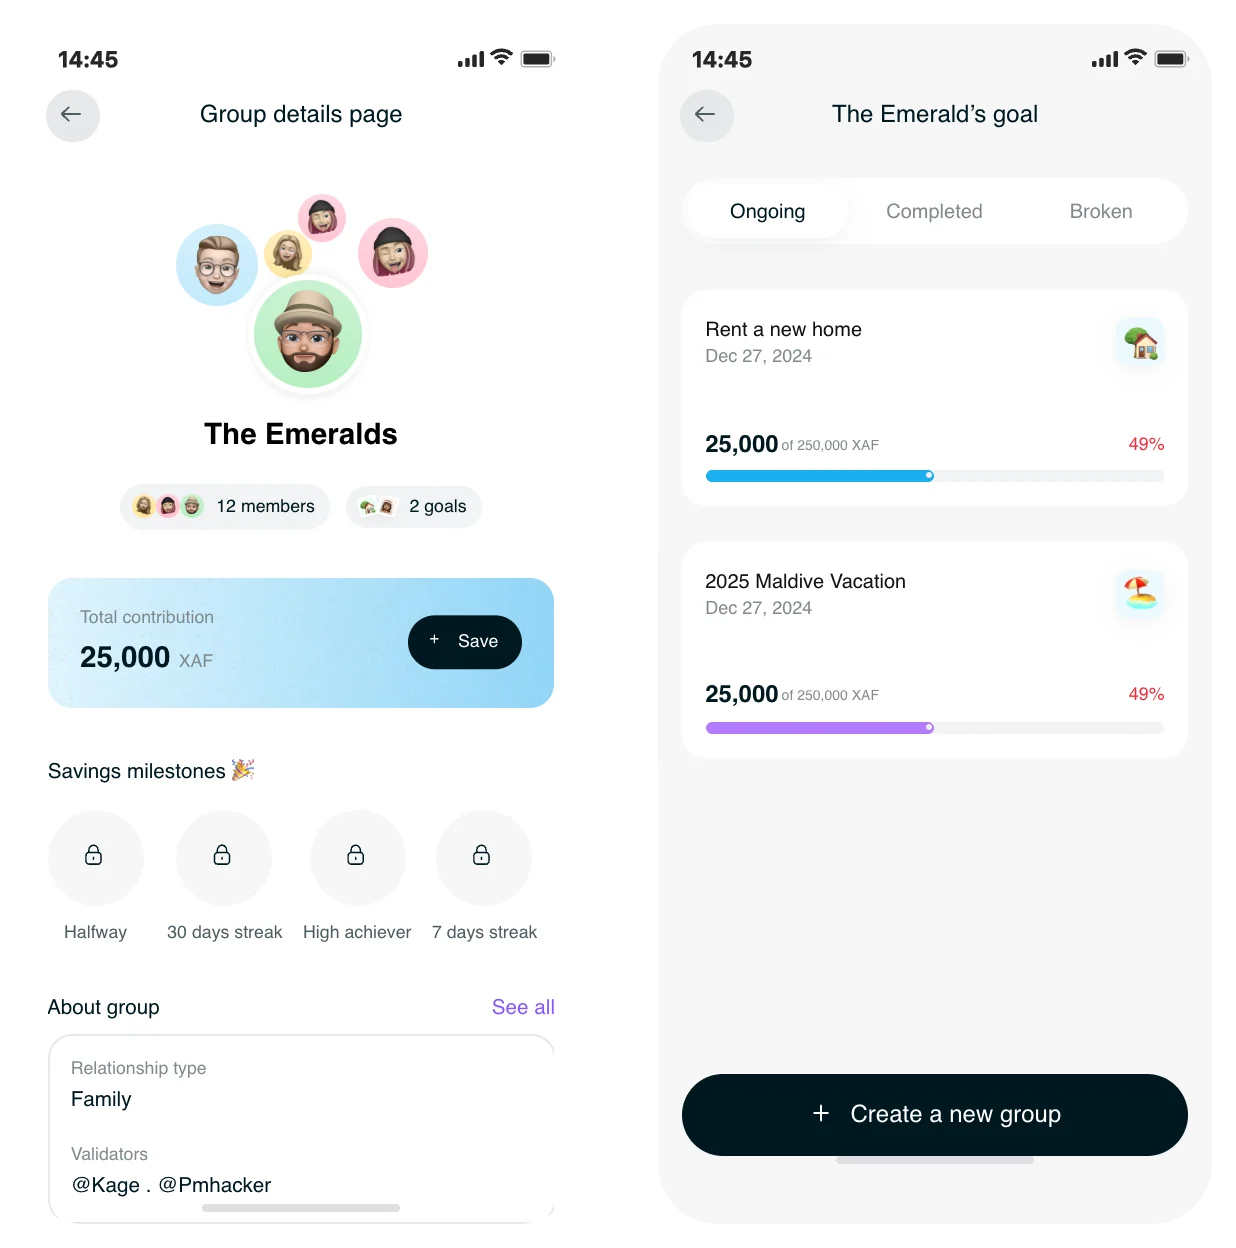 14:45
Group details page
The Emeralds
12 members
2 goals
Total contribution
25,000 XAF
+ Save
Savings milestones
Halfway
30 days streak
High achiever
7 days streak
About group
See all
Relationship type
Family
Validators
@Kage . @Pmhacker
14:45
The Emerald’s goal
Ongoing
Completed
Broken
Rent a new home
Dec 27, 2024
25,000 of 250,000 XAF
49%
2025 Maldive Vacation
Dec 27, 2024
25,000 of 250,000 XAF
49%
+ Create a new group